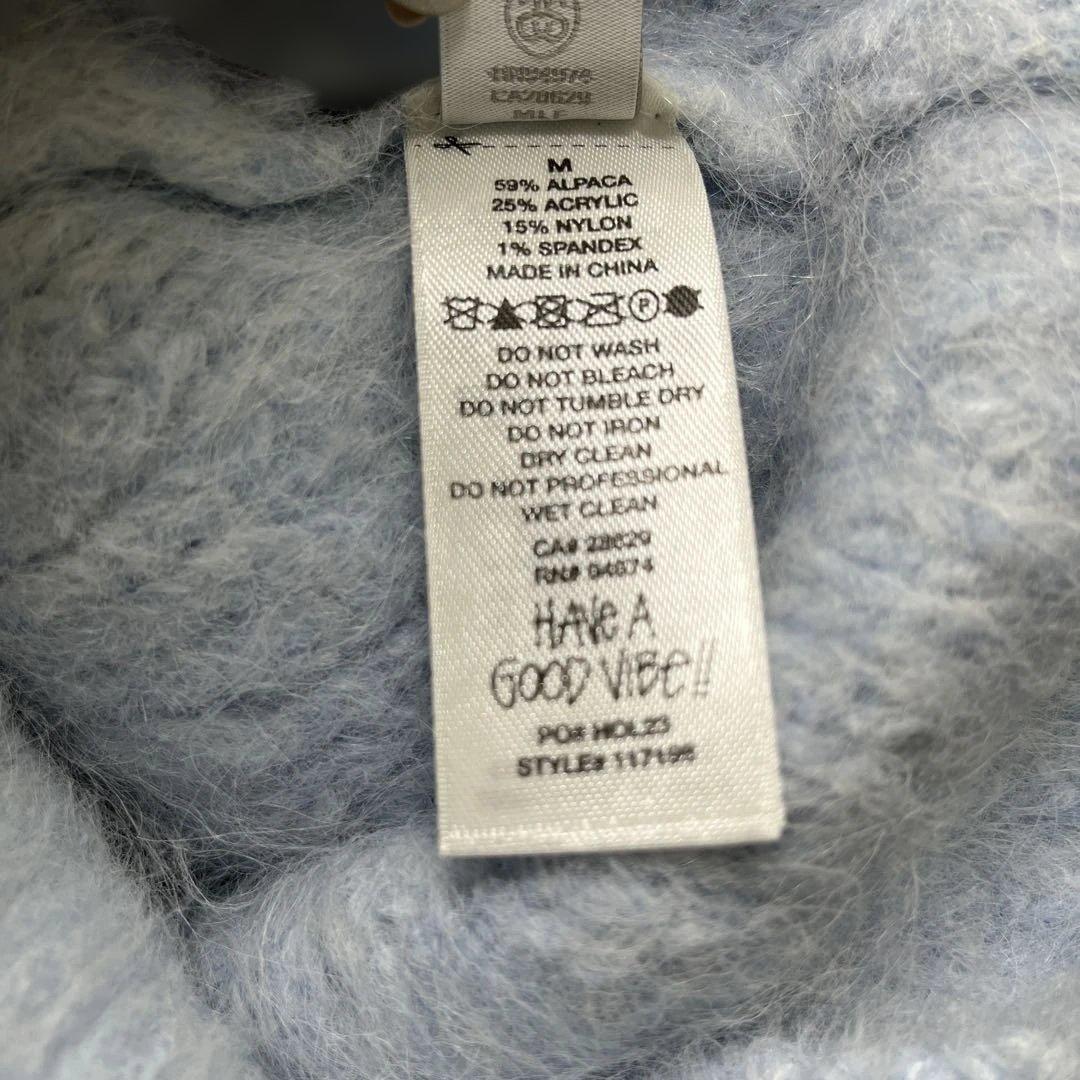 M
59% ALPACA
25% ACRYLIC
15% NYLON
1% SPANDEX
MADE IN CHINA
P
DO NOT WASH
DO NOT BLEACH
DO NOT TUMBLE DRY
DO NOT IRON
DRY CLEAN
DO NOT PROFESSIONAL
WET CLEAN
CA# 28629
RN# 94674
HAVE A
GOOD VIBE!!
PO# HOL23